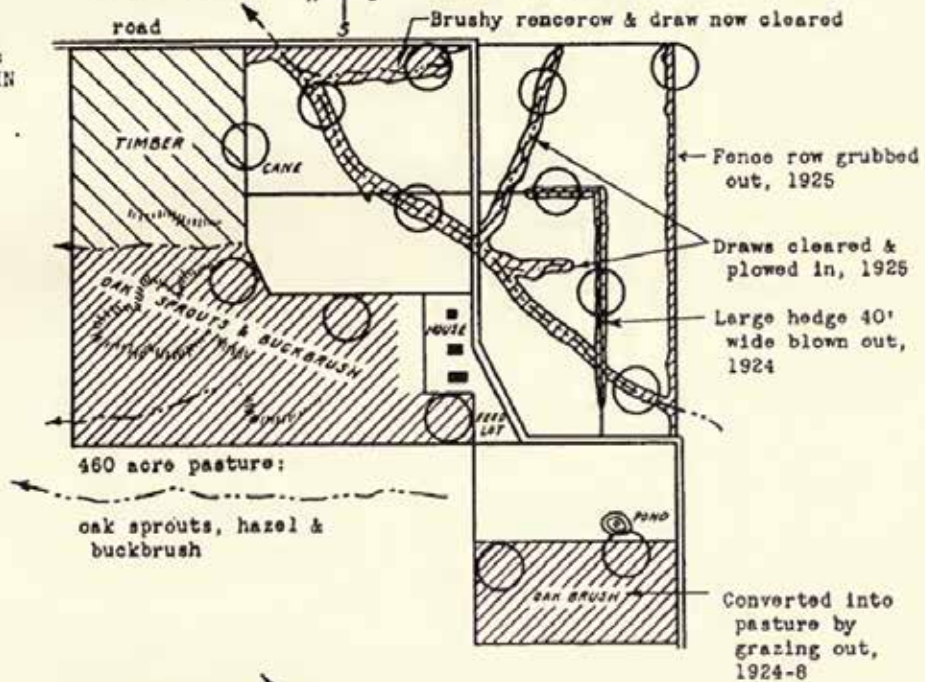 road
S
Brushy fencerow & draw now cleared
IN
TIMBER
CANE
Fence row grubbed
out, 1925
Draws cleared &
plowed in, 1925
OAK SPROUTS & BUCKBRUSH
HOUSE
Large hedge 40'
wide blown out,
1924
FEED
LOT
460 acre pasture:
oak sprouts, hazel &
buckbrush
POND
OAK BRUSH
Converted into
pasture by
grazing out,
1924-8